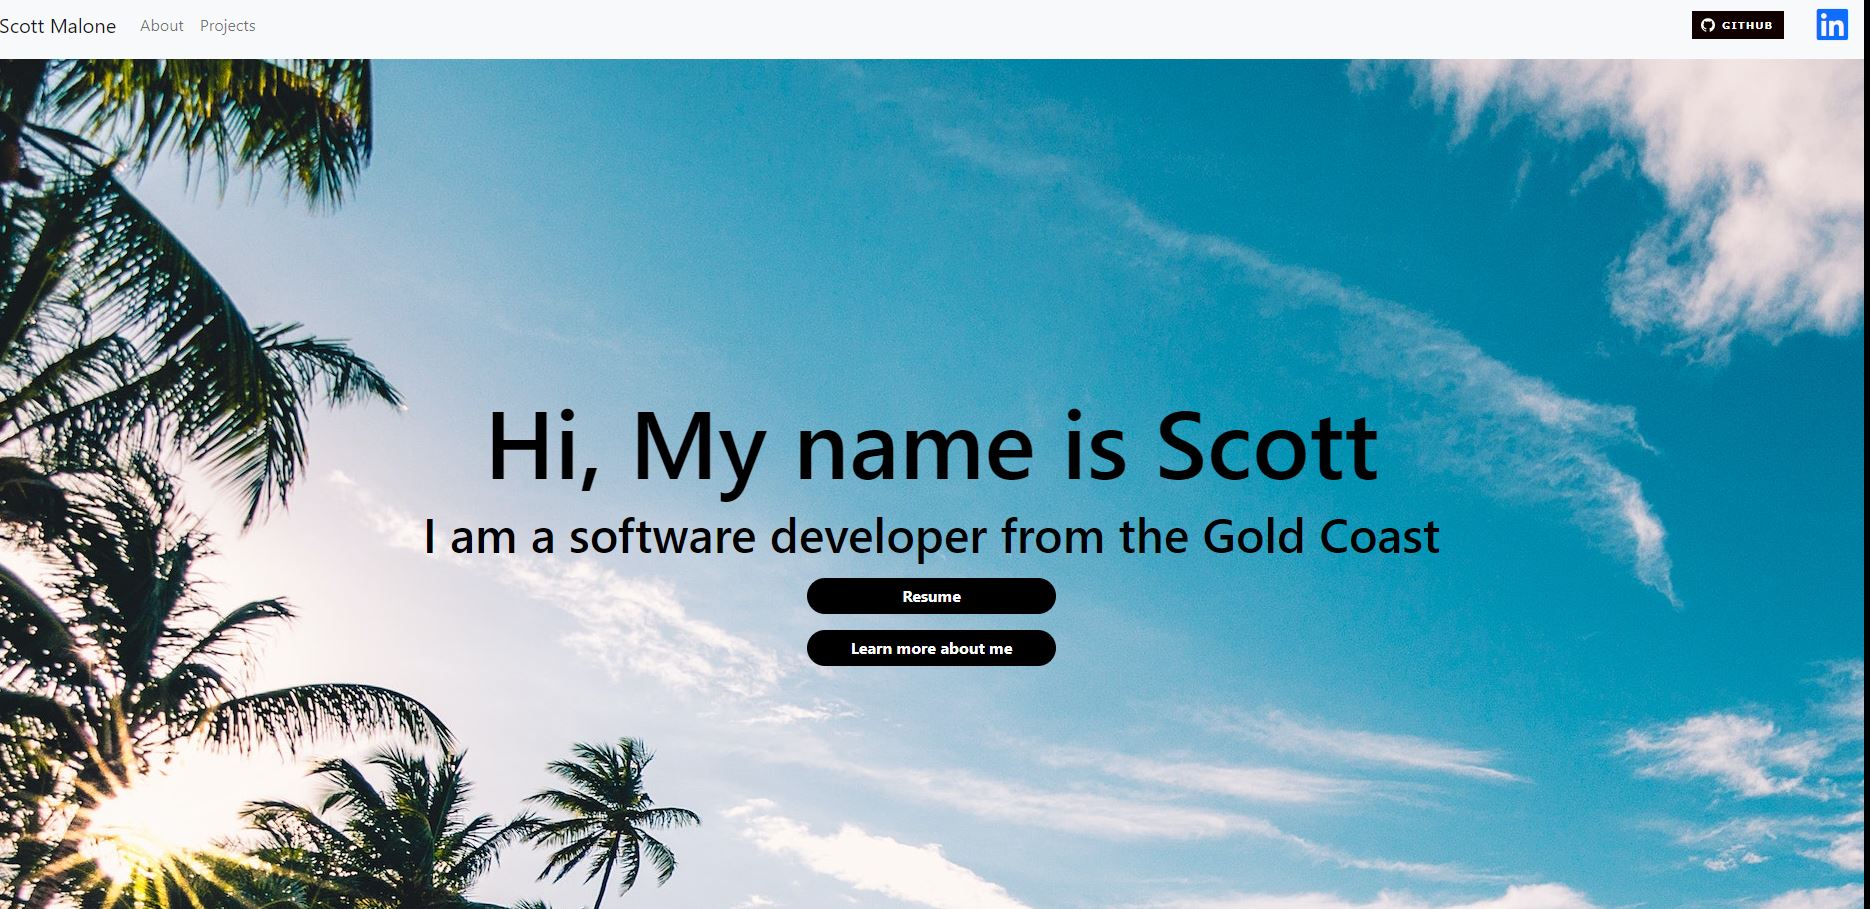 Scott Malone About Projects GITHUB in
Hi, My name is Scott
I am a software developer from the Gold Coast
Resume
Learn more about me